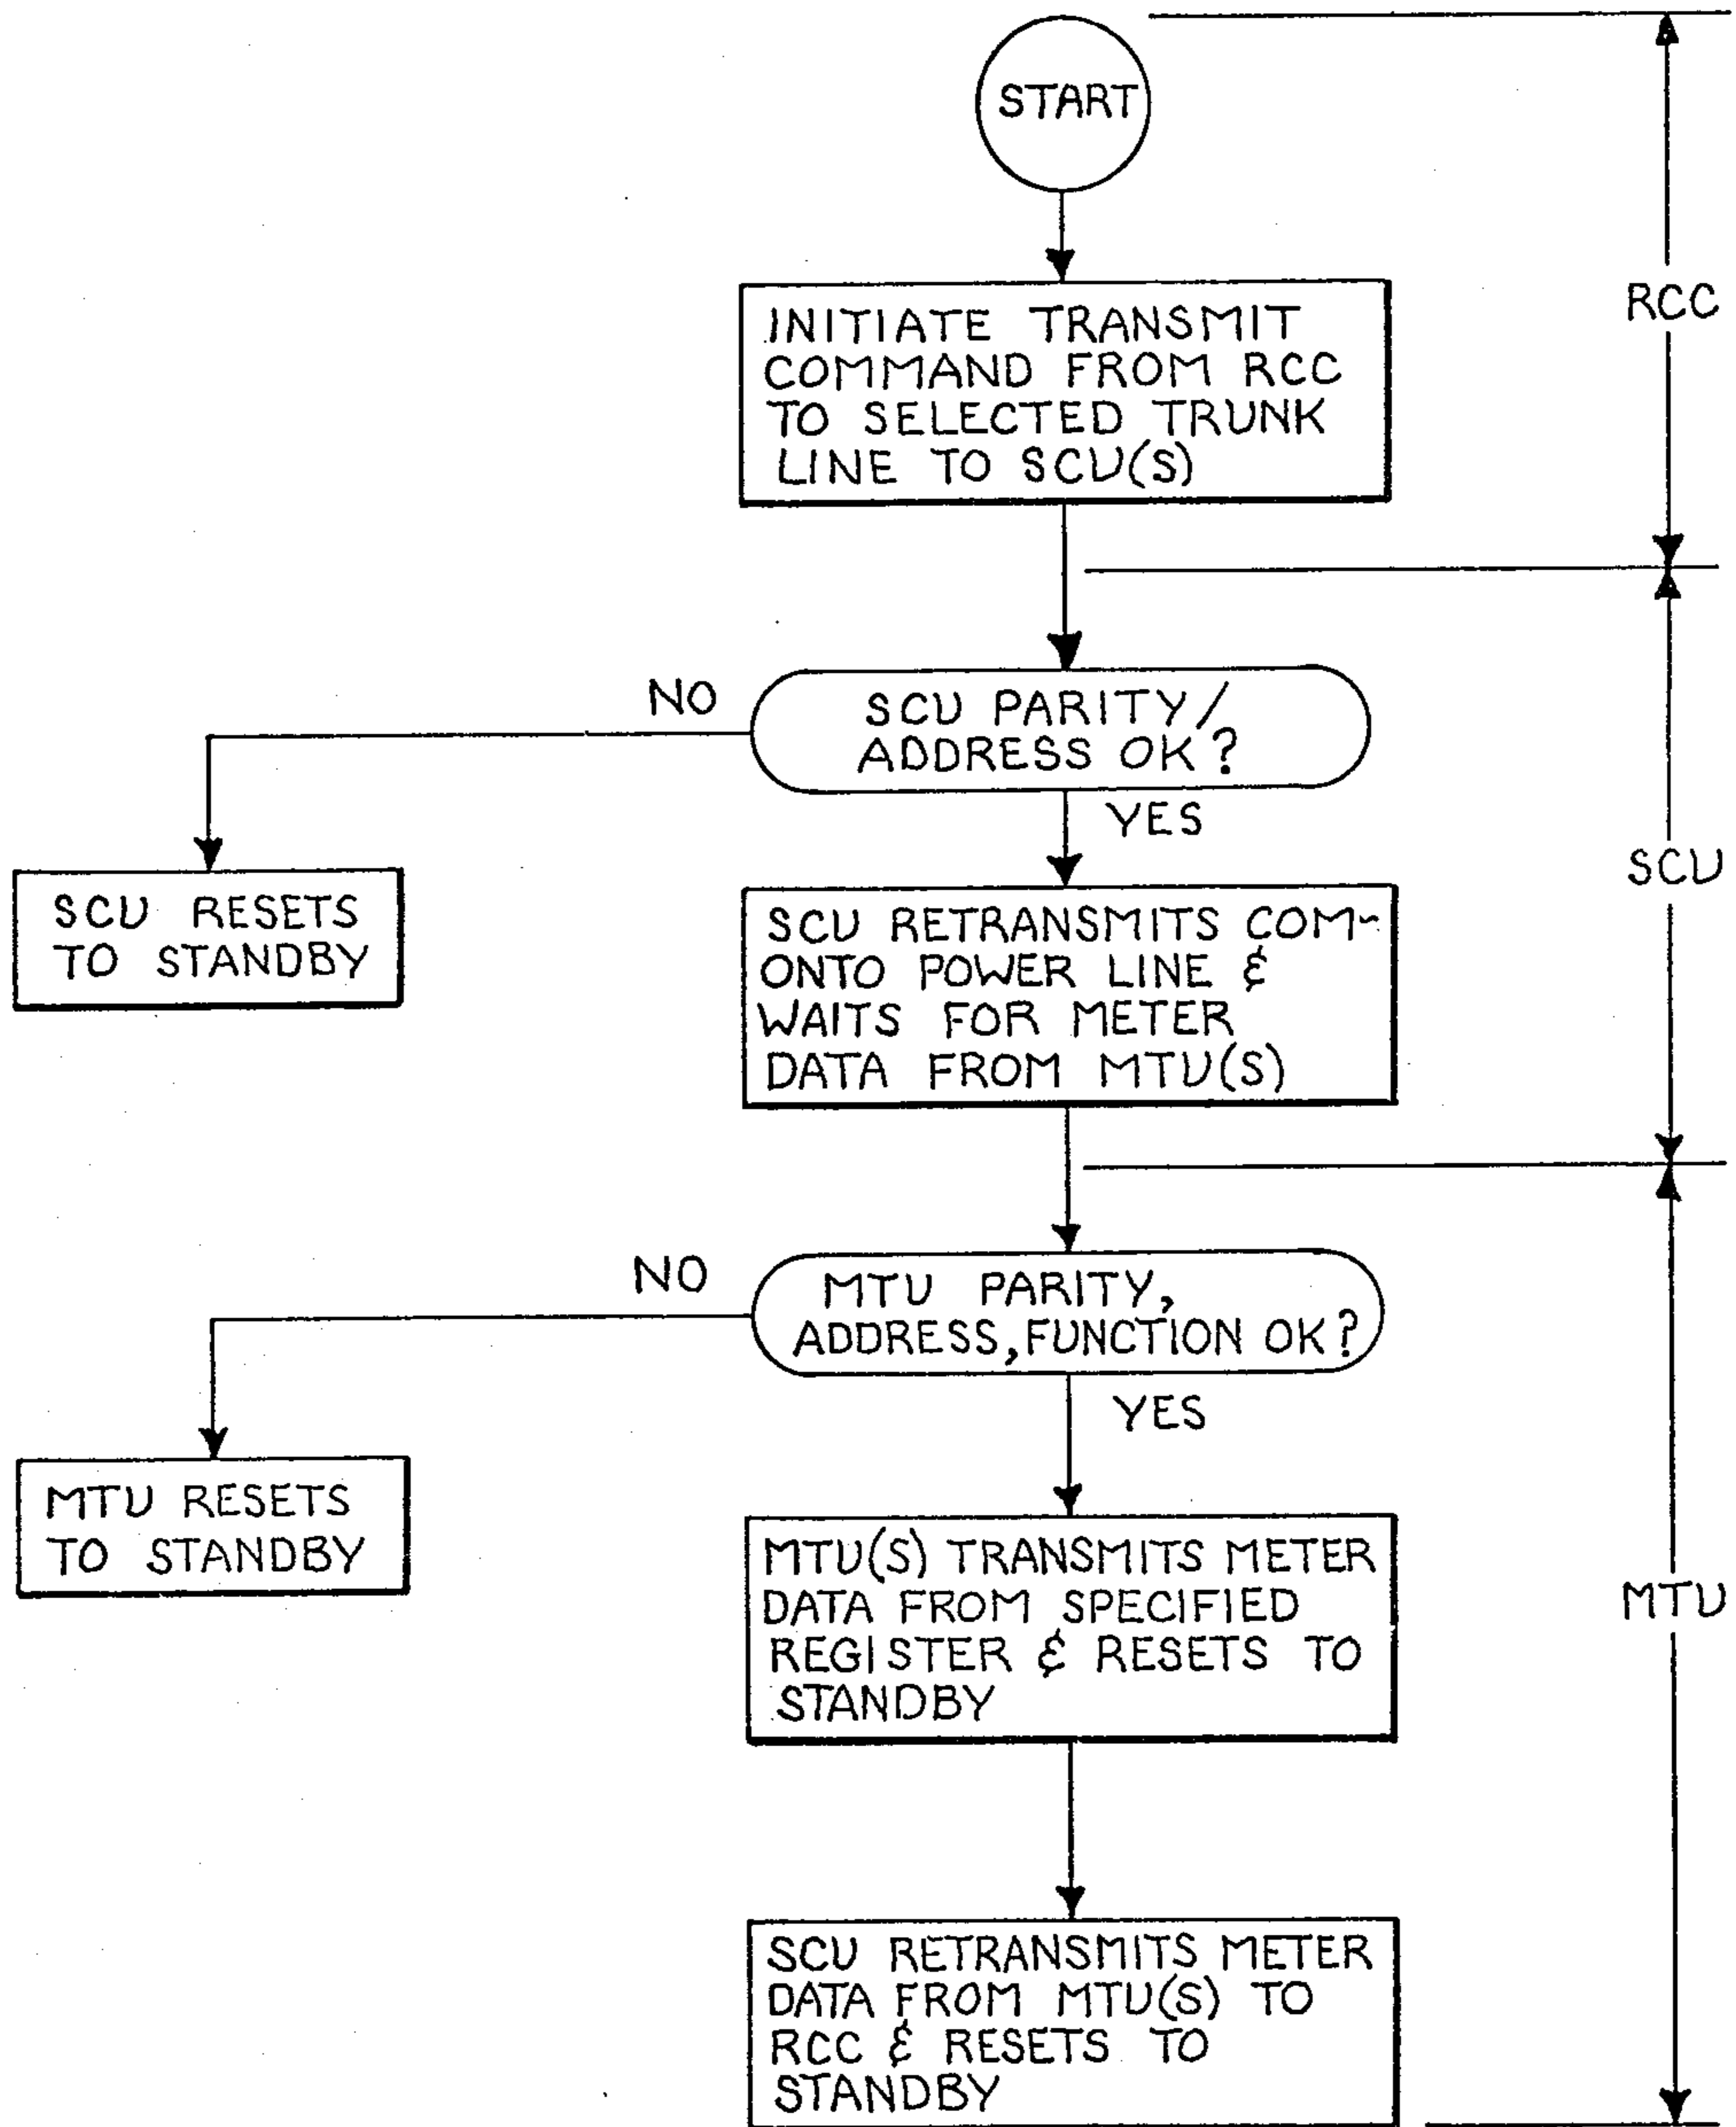 START
INITIATE TRANSMIT
COMMAND FROM RCC
TO SELECTED TRUNK
LINE TO SCU(S)
RCC
NO
SCU PARITY/
ADDRESS OK?
YES
SCU RESETS
TO STANDBY
SCU RETRANSMITS COM-
ONTO POWER LINE &
WAITS FOR METER
DATA FROM MTU(S)
SCU
NO
MTU PARITY,
ADDRESS, FUNCTION OK?
YES
MTU RESETS
TO STANDBY
MTU(S) TRANSMITS METER
DATA FROM SPECIFIED
REGISTER & RESETS TO
STANDBY
MTU
SCU RETRANSMITS METER
DATA FROM MTU(S) TO
RCC & RESETS TO
STANDBY